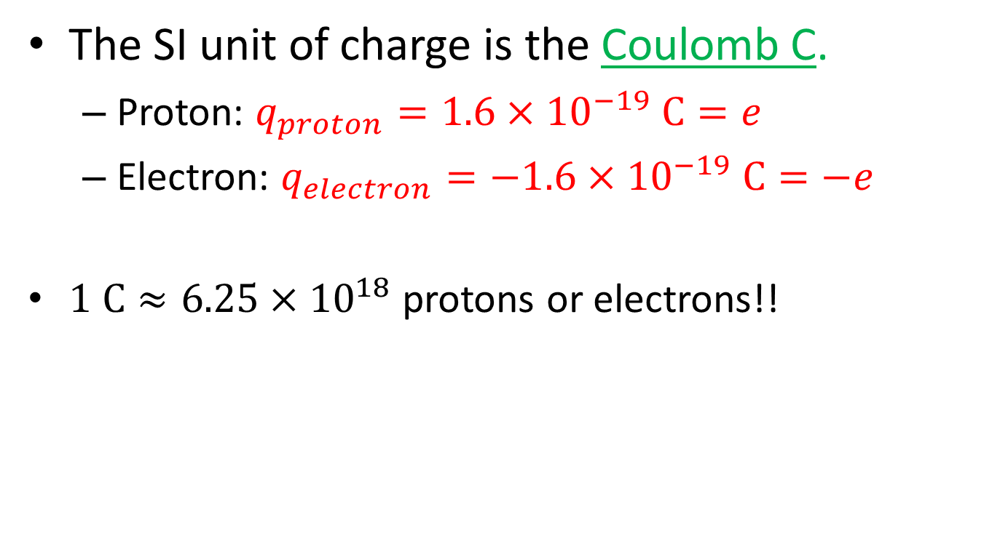 • The SI unit of charge is the Coulomb C.
– Proton: $q_{proton} = 1.6 \times 10^{-19}\ \mathrm{C} = e$
– Electron: $q_{electron} = -1.6 \times 10^{-19}\ \mathrm{C} = -e$
• $1\ \mathrm{C} \approx 6.25 \times 10^{18}$ protons or electrons!!